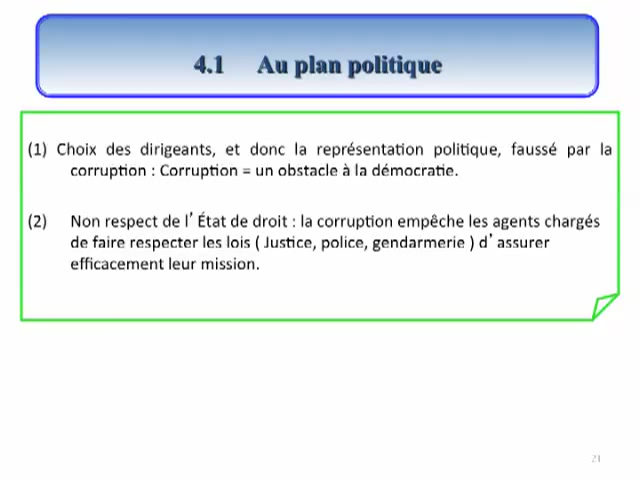 4.1 Au plan politique
(1) Choix des dirigeants, et donc la représentation politique, faussé par la
corruption : Corruption = un obstacle à la démocratie.
(2) Non respect de l’ État de droit : la corruption empêche les agents chargés
de faire respecter les lois ( Justice, police, gendarmerie ) d’ assurer
efficacement leur mission.
21